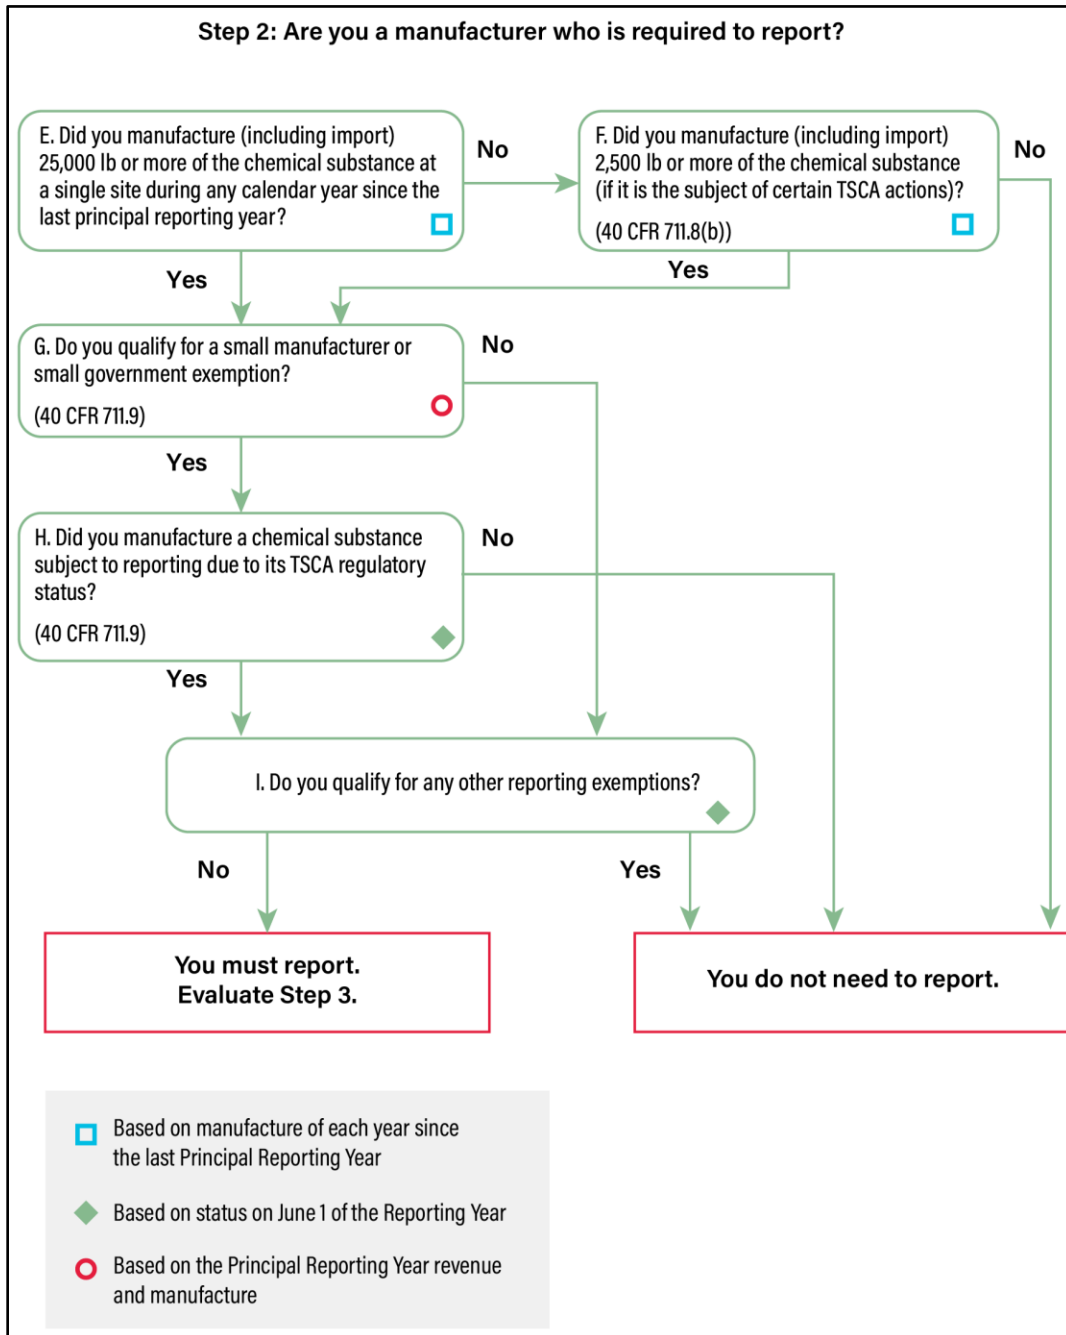 Step 2: Are you a manufacturer who is required to report?
E. Did you manufacture (including import)
25,000 lb or more of the chemical substance at
a single site during any calendar year since the
last principal reporting year?
No
F. Did you manufacture (including import)
2,500 lb or more of the chemical substance
(if it is the subject of certain TSCA actions)?
(40 CFR 711.8(b))
No
Yes
Yes
G. Do you qualify for a small manufacturer or
small government exemption?
(40 CFR 711.9)
No
Yes
H. Did you manufacture a chemical substance
subject to reporting due to its TSCA regulatory
status?
(40 CFR 711.9)
No
Yes
I. Do you qualify for any other reporting exemptions?
No
Yes
You must report.
Evaluate Step 3.
You do not need to report.
Based on manufacture of each year since
the last Principal Reporting Year
Based on status on June 1 of the Reporting Year
Based on the Principal Reporting Year revenue
and manufacture